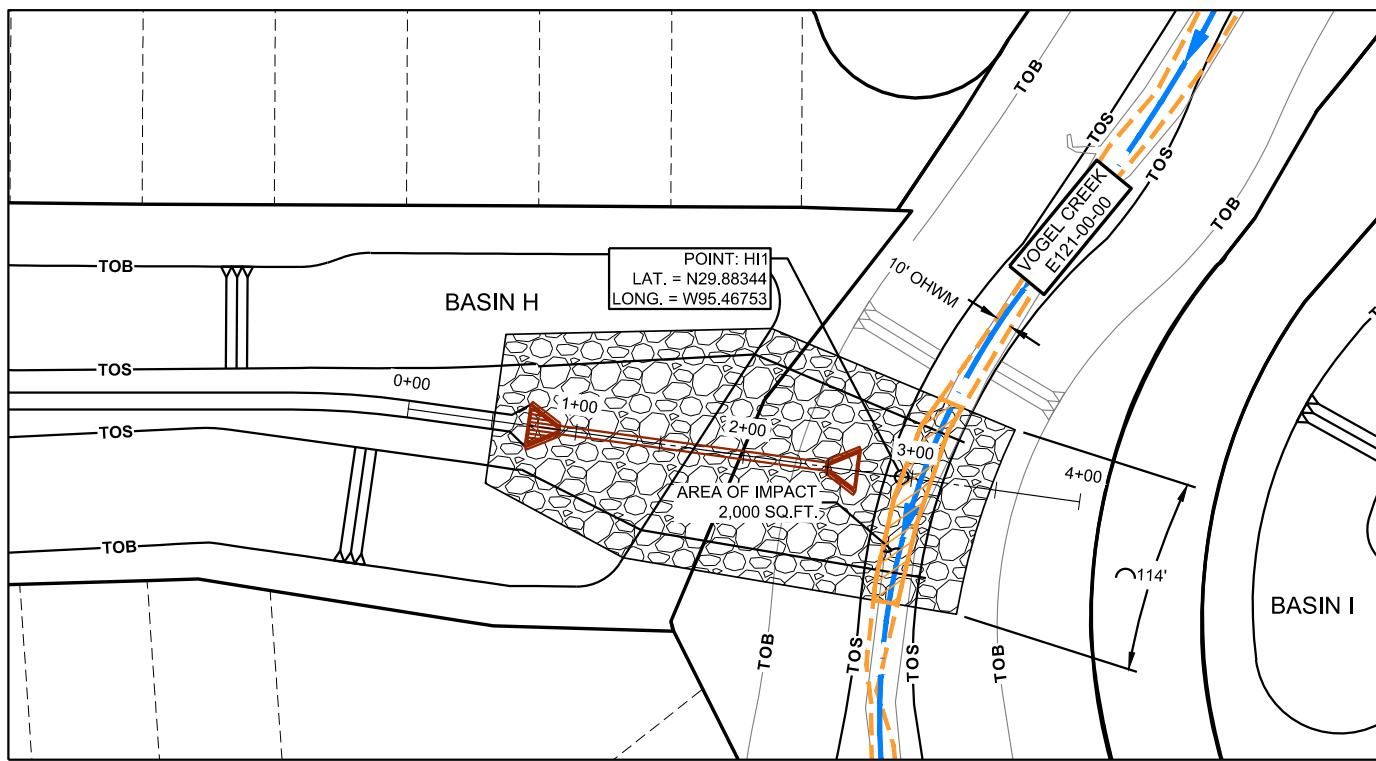 TOB
TOS
TOS
TOB
VOGEL CREEK
E121-00-00
TOB
POINT: HI1
LAT. = N29.88344
LONG. = W95.46753
10' OHWM
BASIN H
TOS
0+00
1+00
2+00
3+00
4+00
TOS
AREA OF IMPACT
2,000 SQ.FT.
TOB
114'
BASIN I
TOB
TOS
TOS
TOB